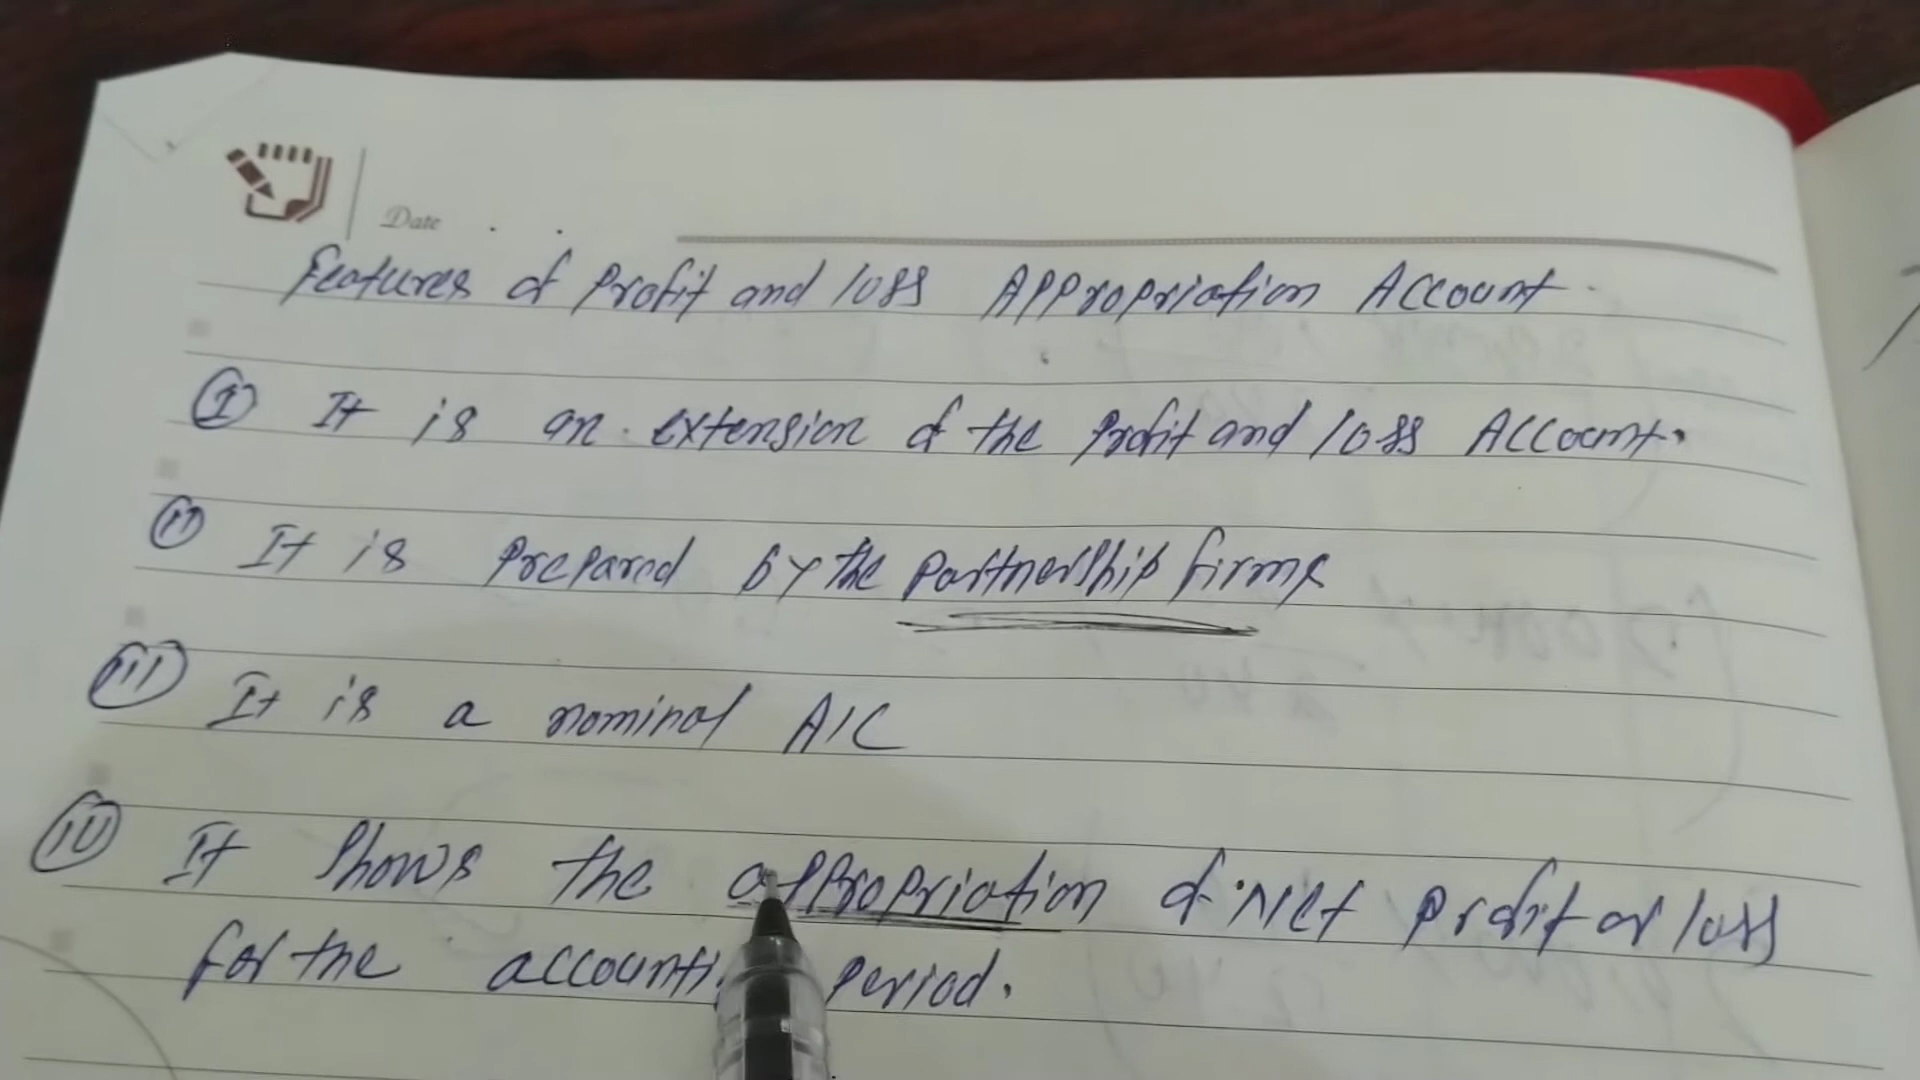 Date
Features of Profit and loss Appropriation Account.
(I) It is an extension of the Profit and loss Account.
(II) It is prepared by the partnership firms
(III) It is a nominal A/C
(IV) It shows the appropriation of Net profit or loss
for the accounti period.